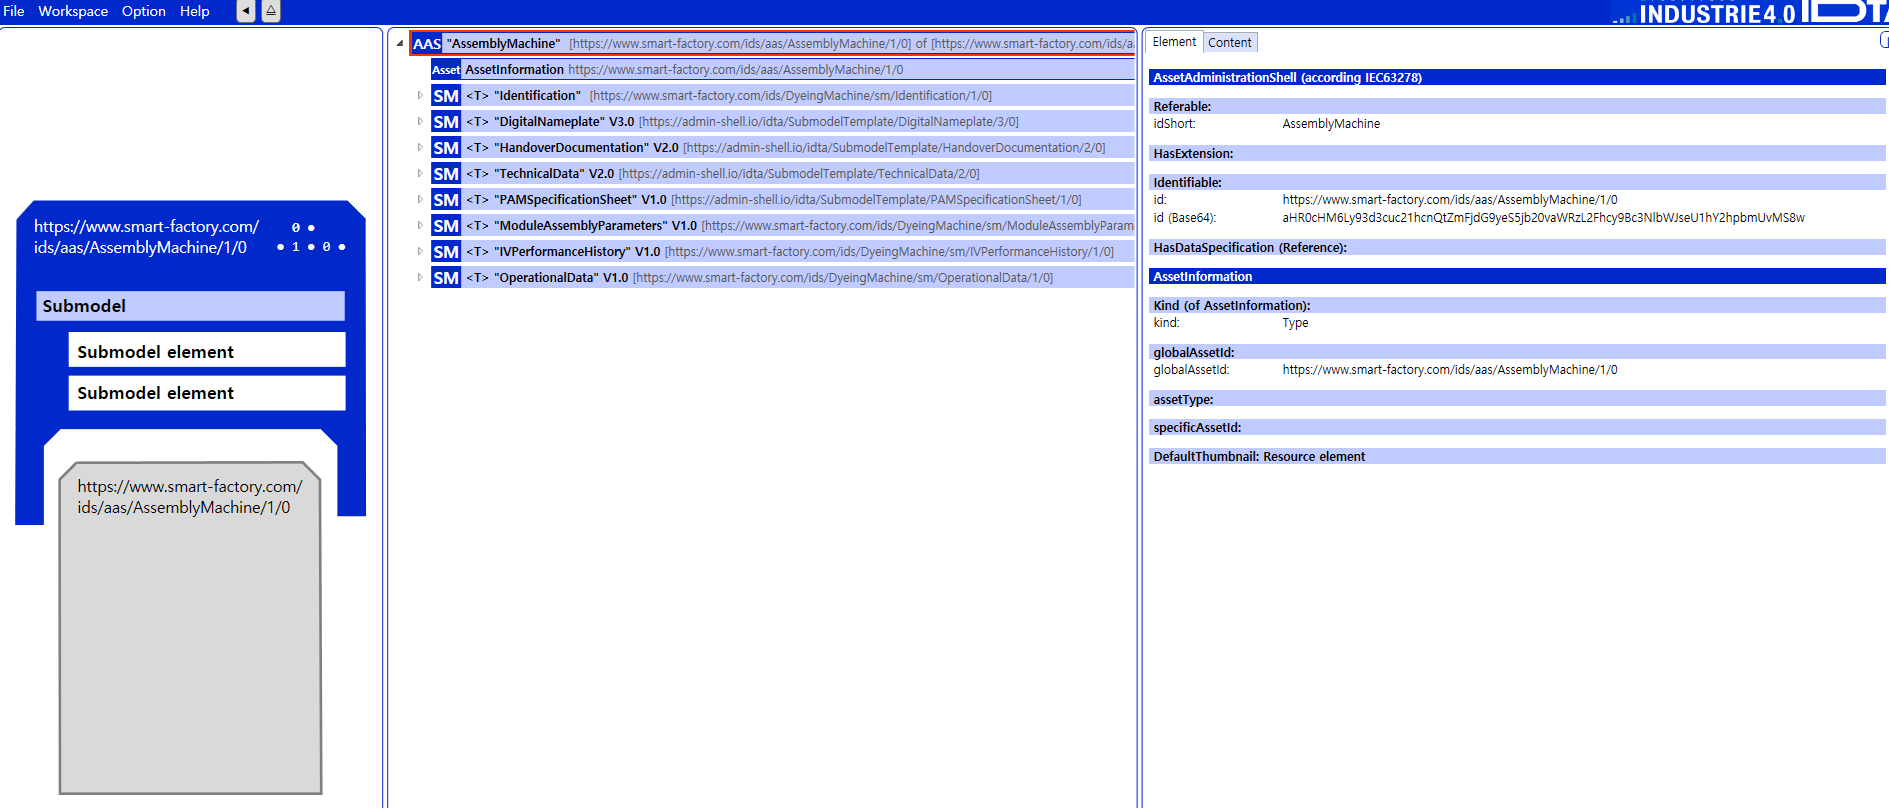 File Workspace Option Help
INDUSTRIE4.0
https://www.smart-factory.com/
ids/aas/AssemblyMachine/1/0
0
1 0
Submodel
Submodel element
Submodel element
https://www.smart-factory.com/
ids/aas/AssemblyMachine/1/0
AAS "AssemblyMachine" [https://www.smart-factory.com/ids/aas/AssemblyMachine/1/0] of [https://www.smart-factory.com/ids/a
Asset AssetInformation https://www.smart-factory.com/ids/aas/AssemblyMachine/1/0
SM <T> "Identification" [https://www.smart-factory.com/ids/DyeingMachine/sm/Identification/1/0]
SM <T> "DigitalNameplate" V3.0 [https://admin-shell.io/idta/SubmodelTemplate/DigitalNameplate/3/0]
SM <T> "HandoverDocumentation" V2.0 [https://admin-shell.io/idta/SubmodelTemplate/HandoverDocumentation/2/0]
SM <T> "TechnicalData" V2.0 [https://admin-shell.io/idta/SubmodelTemplate/TechnicalData/2/0]
SM <T> "PAMSpecificationSheet" V1.0 [https://admin-shell.io/idta/SubmodelTemplate/PAMSpecificationSheet/1/0]
SM <T> "ModuleAssemblyParameters" V1.0 [https://www.smart-factory.com/ids/DyeingMachine/sm/ModuleAssemblyParam
SM <T> "IVPerformanceHistory" V1.0 [https://www.smart-factory.com/ids/DyeingMachine/sm/IVPerformanceHistory/1/0]
SM <T> "OperationalData" V1.0 [https://www.smart-factory.com/ids/DyeingMachine/sm/OperationalData/1/0]
Element Content
AssetAdministrationShell (according IEC63278)
Referable:
idShort: AssemblyMachine
HasExtension:
Identifiable:
id: https://www.smart-factory.com/ids/aas/AssemblyMachine/1/0
id (Base64): aHR0cHM6Ly93d3cuc21hcnQtZmFjdG9yeS5jb20vaWRzL2Fhcy9Bc3NlbWJseU1hY2hpbmUvMS8w
HasDataSpecification (Reference):
AssetInformation
Kind (of AssetInformation):
kind: Type
globalAssetId:
globalAssetId: https://www.smart-factory.com/ids/aas/AssemblyMachine/1/0
assetType:
specificAssetId:
DefaultThumbnail: Resource element